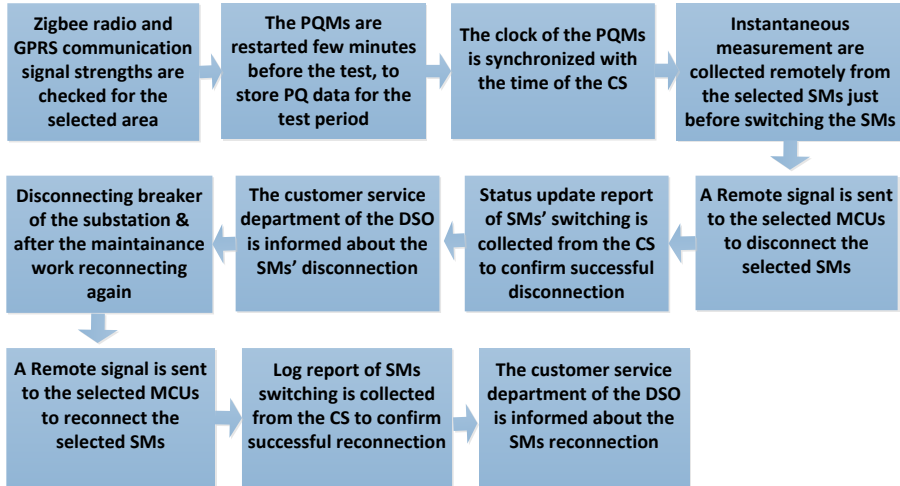 Zigbee radio and
GPRS communication
signal strengths are
checked for the
selected area
The PQMs are
restarted few minutes
before the test, to
store PQ data for the
test period
The clock of the PQMs
is synchronized with
the time of the CS
Instantaneous
measurement are
collected remotely from
the selected SMs just
before switching the SMs
A Remote signal is sent
to the selected MCUs
to disconnect the
selected SMs
Status update report
of SMs’ switching is
collected from the CS
to confirm successful
disconnection
The customer service
department of the DSO
is informed about the
SMs’ disconnection
Disconnecting breaker
of the substation &
after the maintainance
work reconnecting
again
A Remote signal is sent
to the selected MCUs
to reconnect the
selected SMs
Log report of SMs
switching is collected
from the CS to confirm
successful reconnection
The customer service
department of the DSO
is informed about the
SMs reconnection